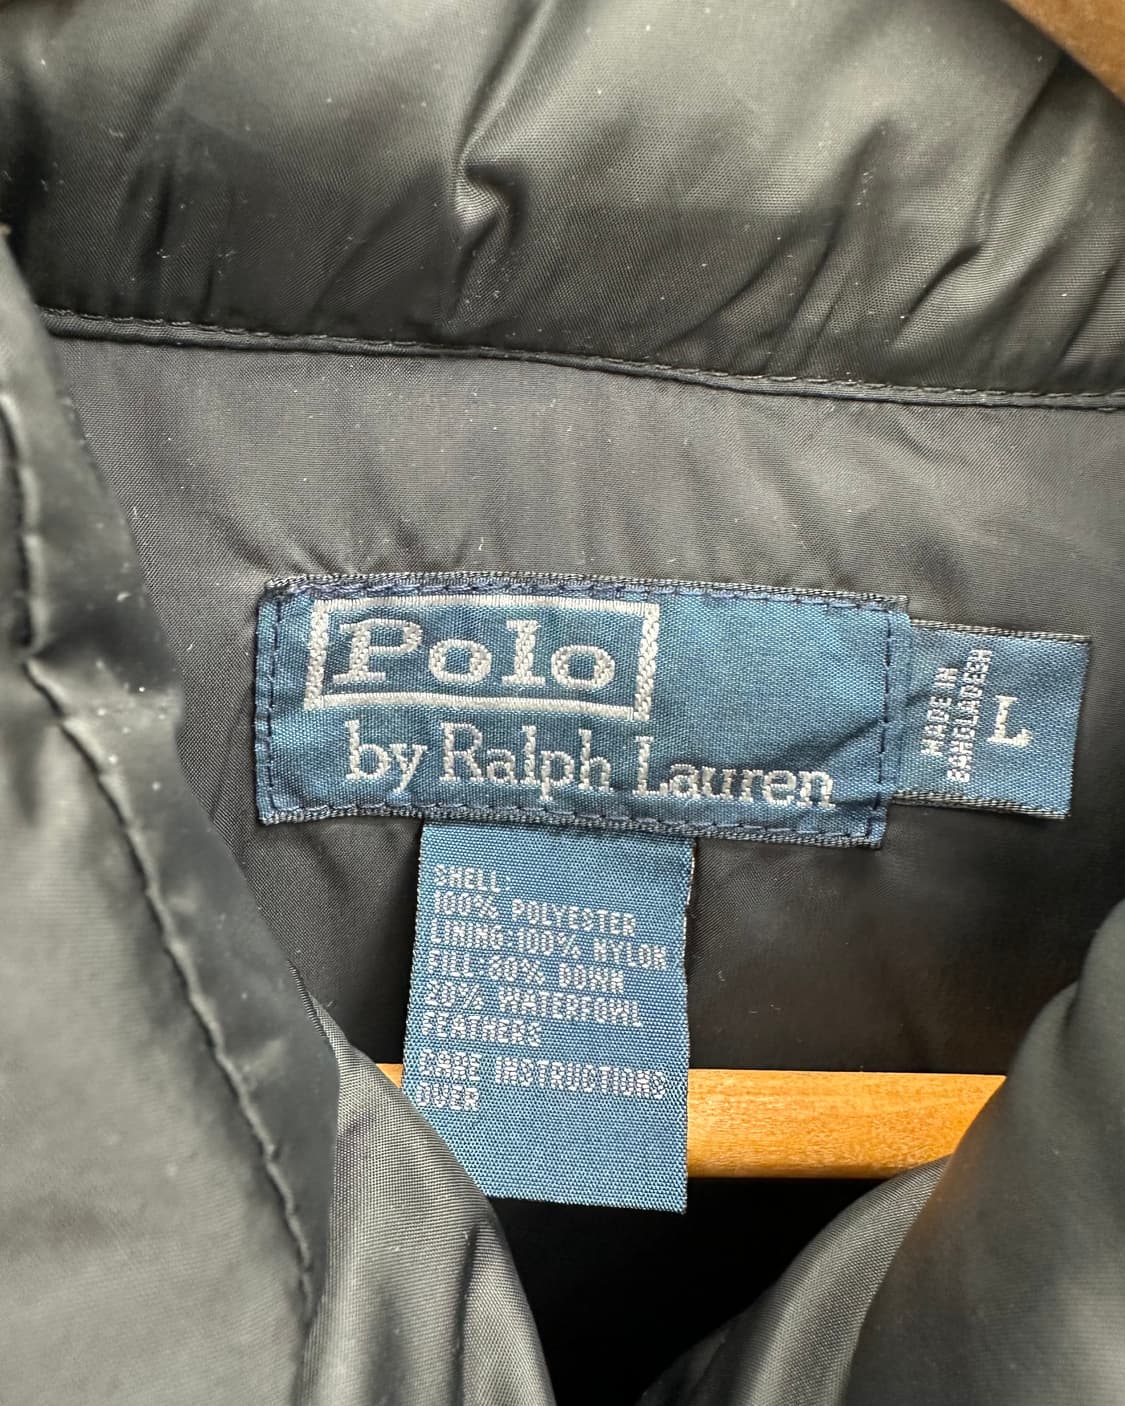 Polo
by Ralph Lauren
MADE IN
BANGLADESH
L
SHELL:
100% POLYESTER
LINING 100% NYLON
FILL 80% DOWN
20% WATERFOWL
FEATHERS
CARE INSTRUCTIONS
OVER